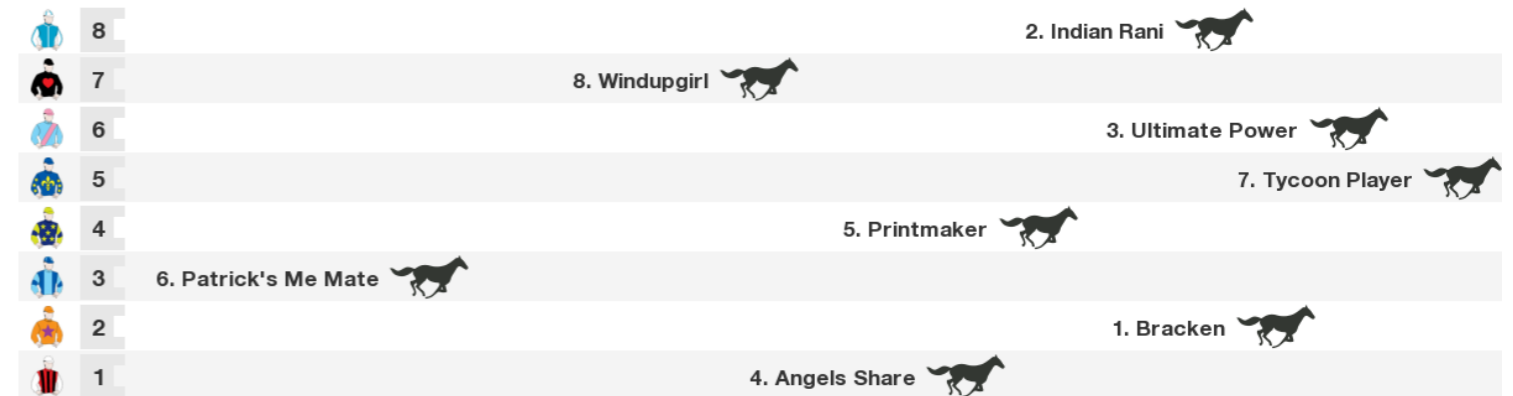 8 2. Indian Rani
7 8. Windupgirl
6 3. Ultimate Power
5 7. Tycoon Player
4 5. Printmaker
3 6. Patrick's Me Mate
2 1. Bracken
1 4. Angels Share